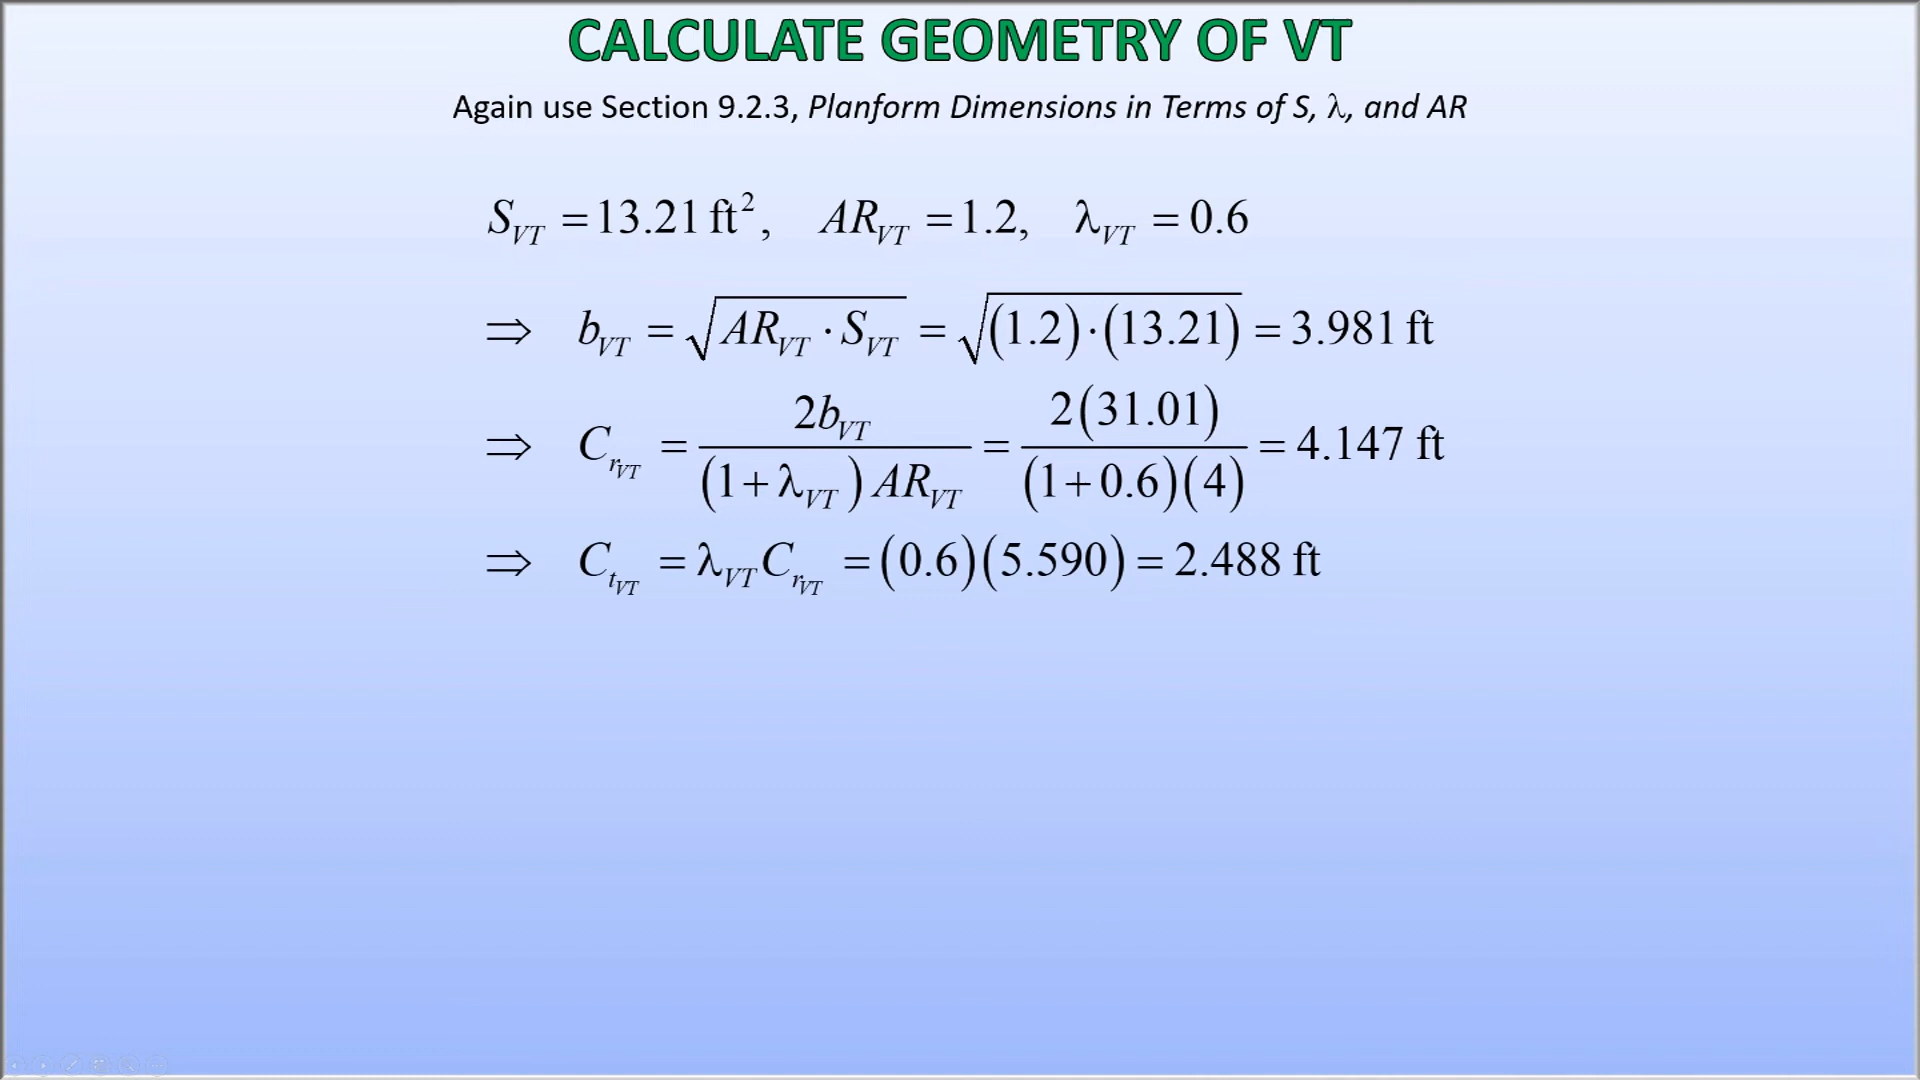 CALCULATE GEOMETRY OF VT
Again use Section 9.2.3, Planform Dimensions in Terms of S, λ, and AR
S_VT = 13.21 ft², AR_VT = 1.2, λ_VT = 0.6
⇒ b_VT = √(AR_VT · S_VT) = √((1.2)·(13.21)) = 3.981 ft
⇒ C_r_VT = 2b_VT / ((1 + λ_VT) AR_VT) = 2(31.01) / ((1 + 0.6)(4)) = 4.147 ft
⇒ C_t_VT = λ_VT C_r_VT = (0.6)(5.590) = 2.488 ft